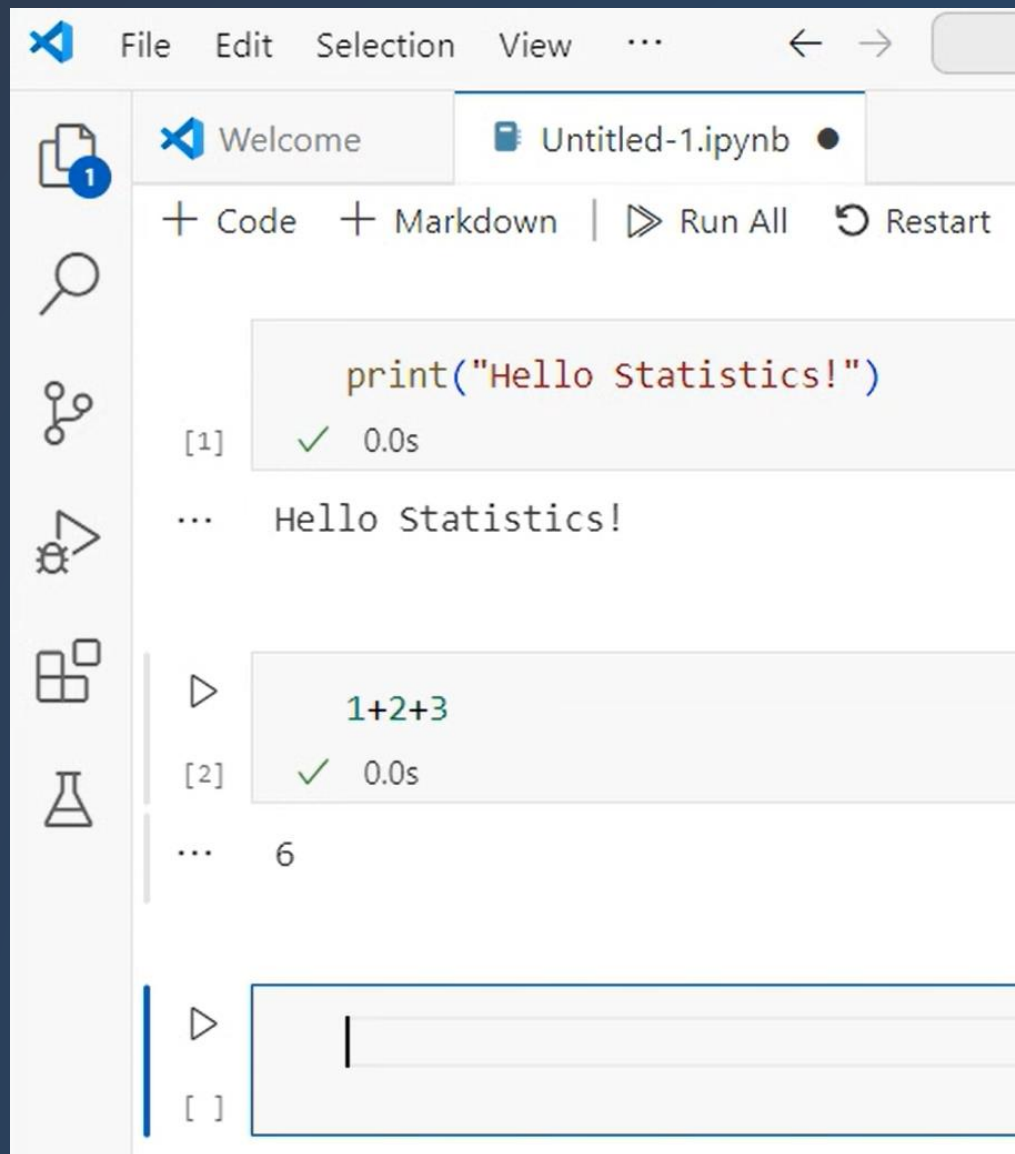 File Edit Selection View ···
1
Welcome Untitled-1.ipynb
+ Code + Markdown | Run All Restart
print("Hello Statistics!")
[1] 0.0s
··· Hello Statistics!
1+2+3
[2] 0.0s
··· 6
[ ]